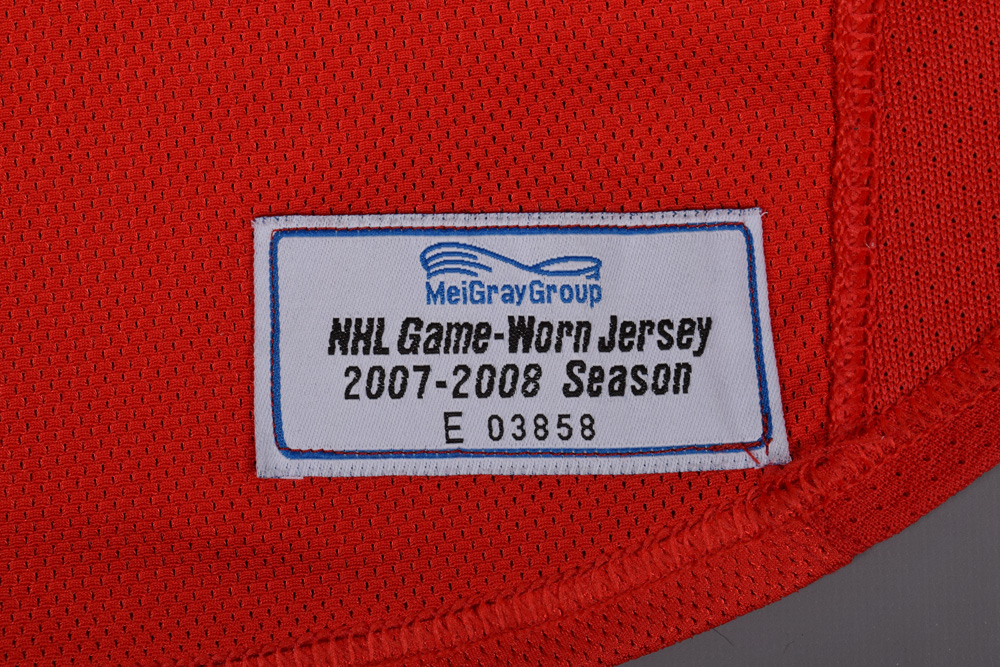 MeiGrayGroup
NHL Game-Worn Jersey
2007-2008 Season
E 03858